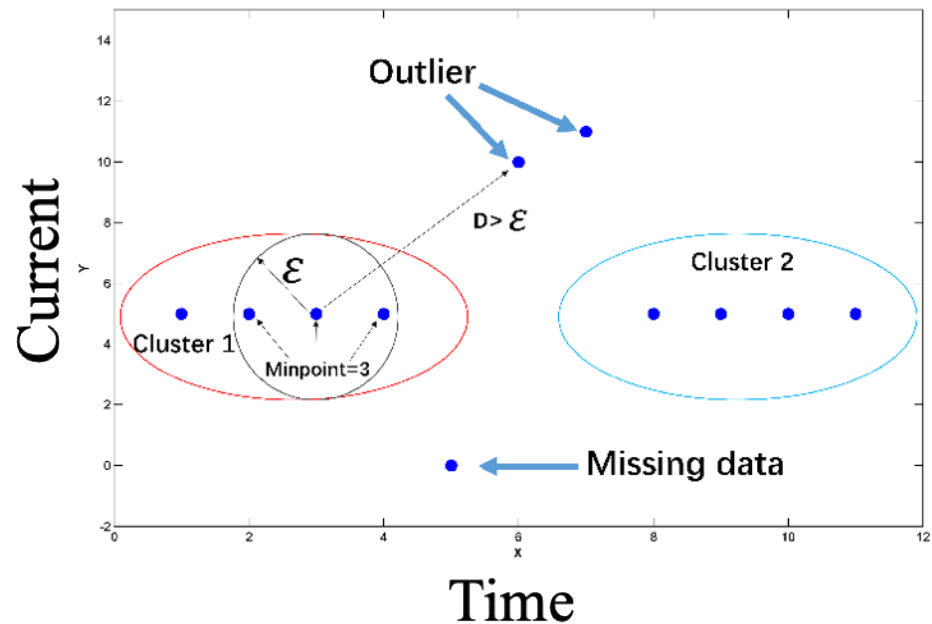 14
Outlier
12
10
D> ε
8
Current
Y
ε
Cluster 2
6
4
Cluster 1
Minpoint=3
2
0
Missing data
-2
0 2 4 6 8 10 12
X
Time